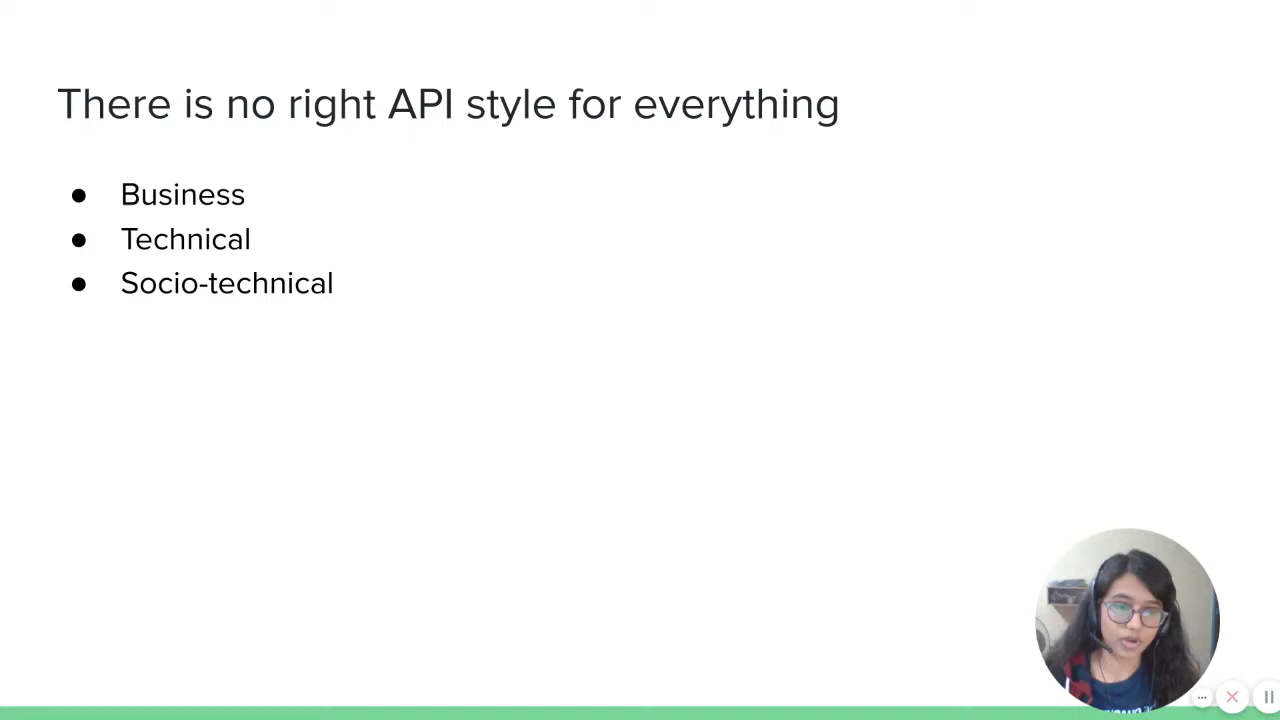 There is no right API style for everything
● Business
● Technical
● Socio-technical